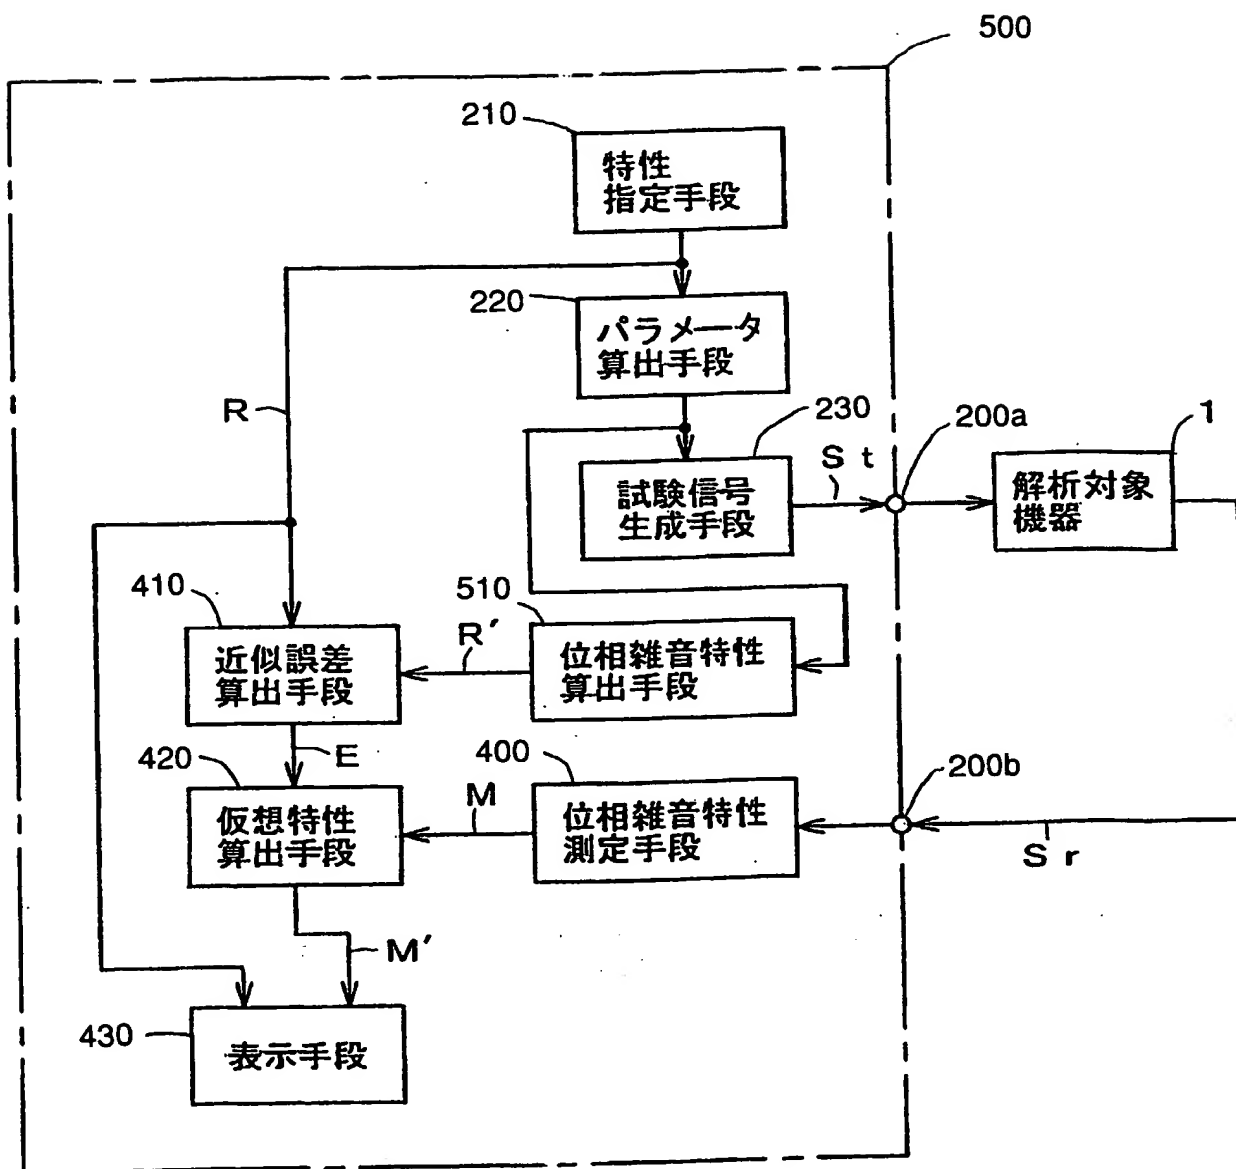 500
210
特性
指定手段
220
パラメータ
算出手段
R
230
200a
1
試験信号
生成手段
St
解析対象
機器
410
510
近似誤差
算出手段
R′
位相雑音特性
算出手段
E
420
400
200b
仮想特性
算出手段
M
位相雑音特性
測定手段
Sr
M′
430
表示手段